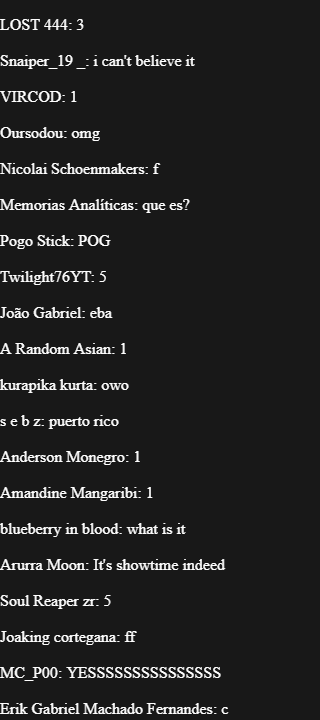 LOST 444: 3
Snaiper_19 _: i can't believe it
VIRCOD: 1
Oursodou: omg
Nicolai Schoenmakers: f
Memorias Analíticas: que es?
Pogo Stick: POG
Twilight76YT: 5
João Gabriel: eba
A Random Asian: 1
kurapika kurta: owo
s e b z: puerto rico
Anderson Monegro: 1
Amandine Mangaribi: 1
blueberry in blood: what is it
Arurra Moon: It's showtime indeed
Soul Reaper zr: 5
Joaking cortegana: ff
MC_P00: YESSSSSSSSSSSSSSS
Erik Gabriel Machado Fernandes: c